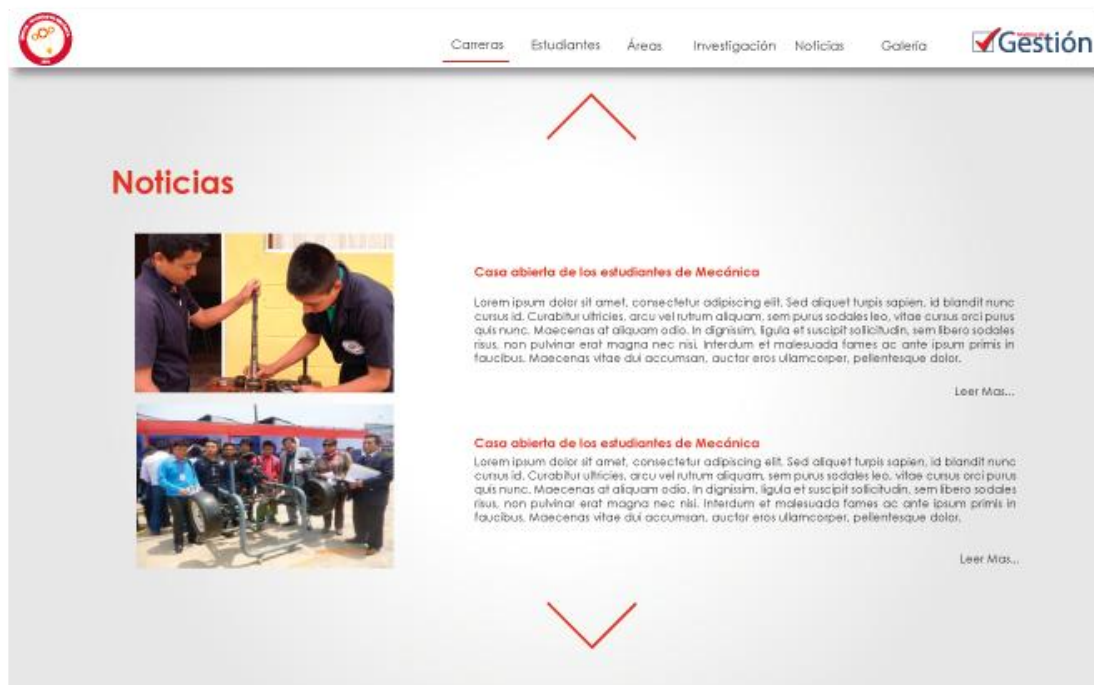 Carreras Estudiantes Áreas Investigación Noticias Galería Gestión
Noticias
Casa abierta de los estudiantes de Mecánica
Lorem ipsum dolor sit amet, consectetur adipiscing elit. Sed aliquet turpis sapien, id blandit nunc
cursus id. Curabitur ultricies, arcu vel rutrum aliquam, sem purus sodales leo, vitae cursus orci purus
quis nunc. Maecenas at aliquam odio. In dignissim, ligula et suscipit sollicitudin, sem libero sodales
risus, non pulvinar erat magna nec nisi. Interdum et malesuada fames ac ante ipsum primis in
faucibus. Maecenas vitae dui accumsan, auctor eros ullamcorper, pellentesque dolor.
Leer Mas...
Casa abierta de los estudiantes de Mecánica
Lorem ipsum dolor sit amet, consectetur adipiscing elit. Sed aliquet turpis sapien, id blandit nunc
cursus id. Curabitur ultricies, arcu vel rutrum aliquam, sem purus sodales leo, vitae cursus orci purus
quis nunc. Maecenas at aliquam odio. In dignissim, ligula et suscipit sollicitudin, sem libero sodales
risus, non pulvinar erat magna nec nisi. Interdum et malesuada fames ac ante ipsum primis in
faucibus. Maecenas vitae dui accumsan, auctor eros ullamcorper, pellentesque dolor.
Leer Mas...